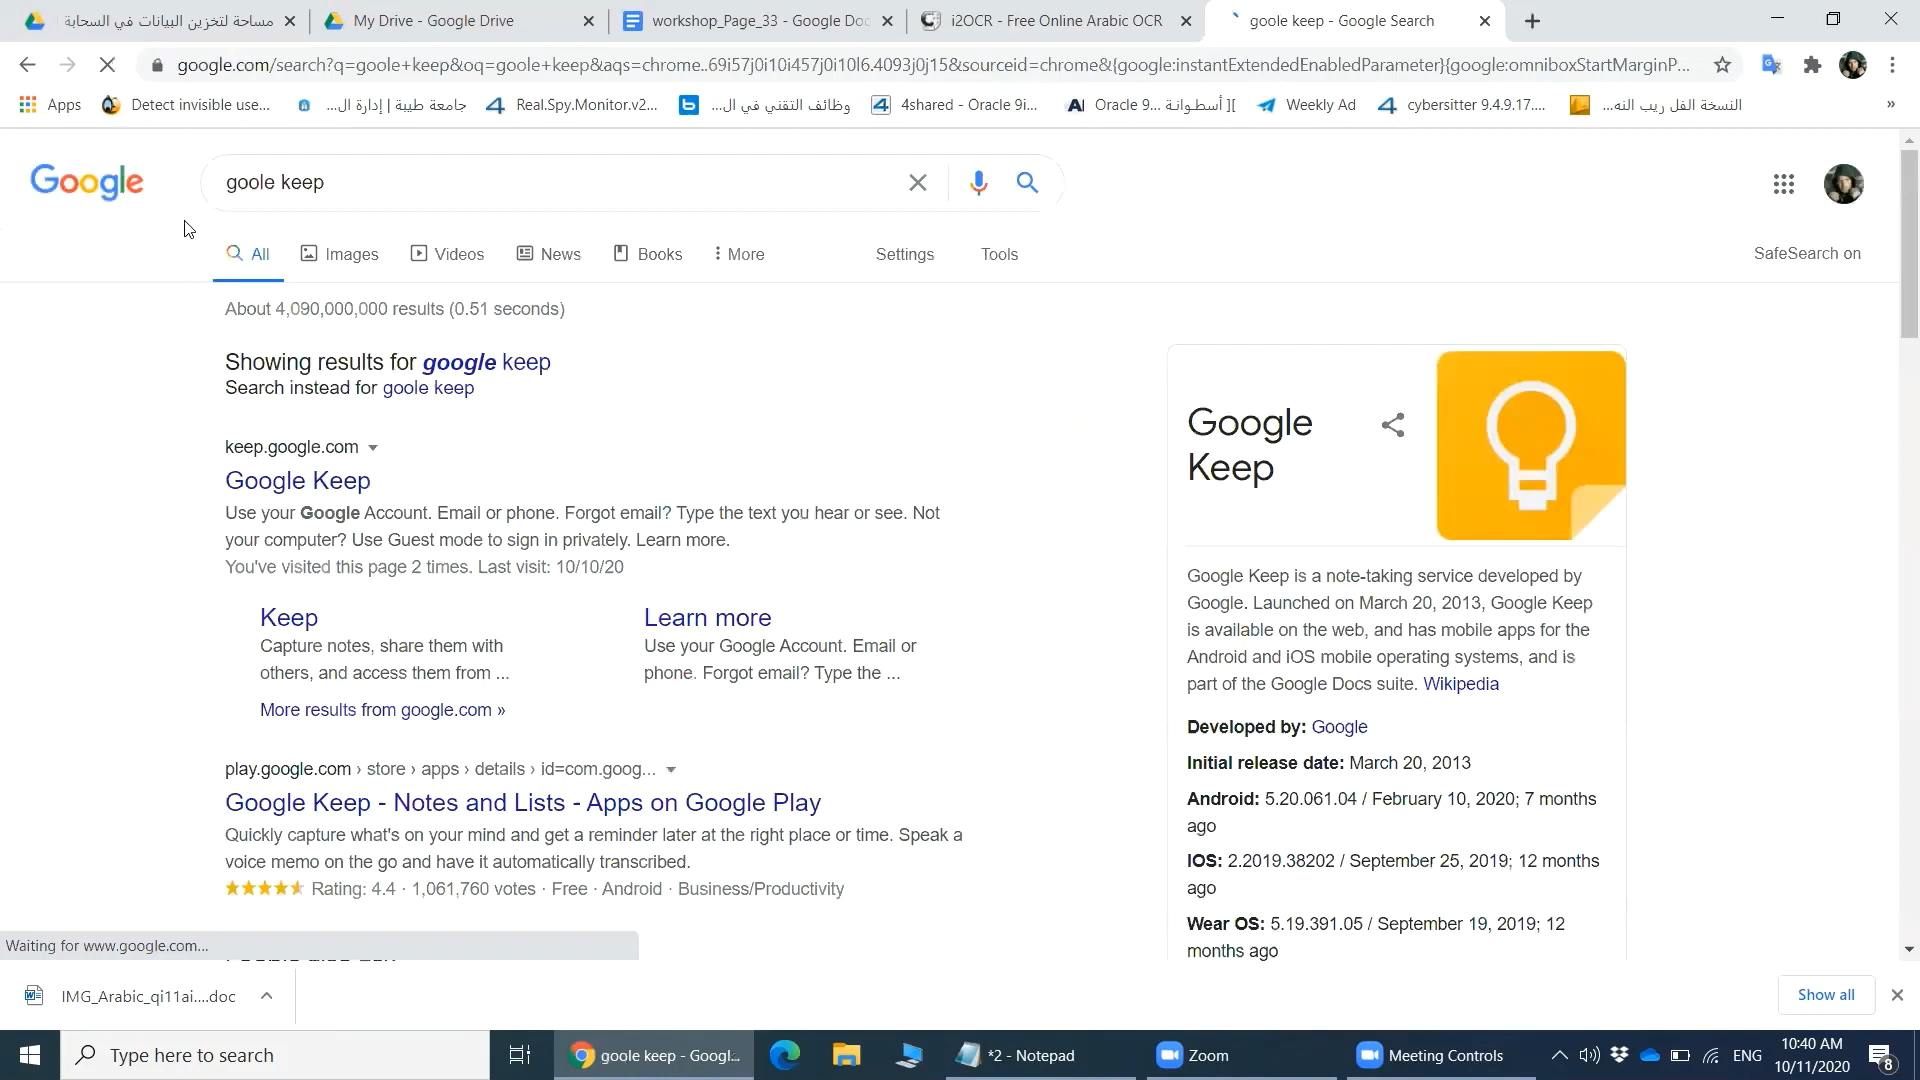 مساحة لتخزين البيانات في السحابة
My Drive - Google Drive
workshop_Page_33 - Google Doc
i2OCR - Free Online Arabic OCR
goole keep - Google Search
google.com/search?q=goole+keep&oq=goole+keep&aqs=chrome..69i57j0i10i457j0i10l6.4093j0j15&sourceid=chrome&{google:instantExtendedEnabledParameter}{google:omniboxStartMarginP...
Apps
Detect invisible use...
جامعة طيبة | إدارة ال...
Real.Spy.Monitor.v2...
وظائف التقني في ال...
4shared - Oracle 9i...
][ أسطوانة Oracle 9...
Weekly Ad
cybersitter 9.4.9.17....
النسخة الفل ريب النه...
»
Google
goole keep
All
Images
Videos
News
Books
More
Settings
Tools
SafeSearch on
About 4,090,000,000 results (0.51 seconds)
Showing results for google keep
Search instead for goole keep
keep.google.com
Google Keep
Use your Google Account. Email or phone. Forgot email? Type the text you hear or see. Not
your computer? Use Guest mode to sign in privately. Learn more.
You've visited this page 2 times. Last visit: 10/10/20
Keep
Capture notes, share them with
others, and access them from ...
Learn more
Use your Google Account. Email or
phone. Forgot email? Type the ...
More results from google.com »
play.google.com › store › apps › details › id=com.goog...
Google Keep - Notes and Lists - Apps on Google Play
Quickly capture what's on your mind and get a reminder later at the right place or time. Speak a
voice memo on the go and have it automatically transcribed.
Rating: 4.4 · 1,061,760 votes · Free · Android · Business/Productivity
Google
Keep
Google Keep is a note-taking service developed by
Google. Launched on March 20, 2013, Google Keep
is available on the web, and has mobile apps for the
Android and iOS mobile operating systems, and is
part of the Google Docs suite. Wikipedia
Developed by: Google
Initial release date: March 20, 2013
Android: 5.20.061.04 / February 10, 2020; 7 months
ago
IOS: 2.2019.38202 / September 25, 2019; 12 months
ago
Wear OS: 5.19.391.05 / September 19, 2019; 12
months ago
Waiting for www.google.com...
IMG_Arabic_qi11ai....doc
Show all
Type here to search
goole keep - Googl...
*2 - Notepad
Zoom
Meeting Controls
ENG
10:40 AM
10/11/2020
8